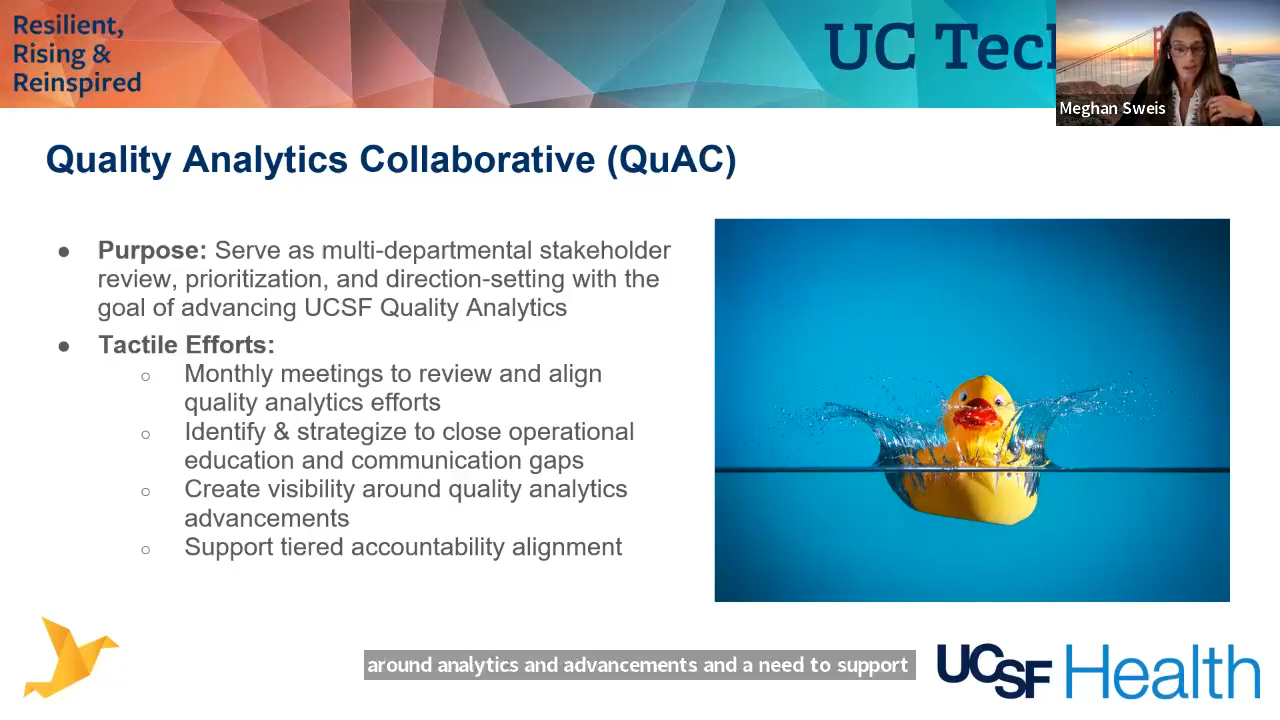 Resilient,
Rising &
Reinspired
UC Tec
Meghan Sweis
Quality Analytics Collaborative (QuAC)
● Purpose: Serve as multi-departmental stakeholder
review, prioritization, and direction-setting with the
goal of advancing UCSF Quality Analytics
● Tactile Efforts:
○ Monthly meetings to review and align
quality analytics efforts
○ Identify & strategize to close operational
education and communication gaps
○ Create visibility around quality analytics
advancements
○ Support tiered accountability alignment
around analytics and advancements and a need to support
UCSF Health